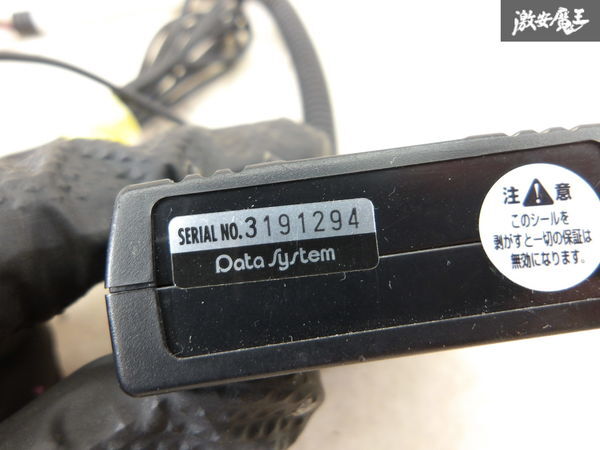 激安魔王
SERIAL NO. 3191294
Data System
注 意
このシールを
剥がすと一切の保証は
無効になります。